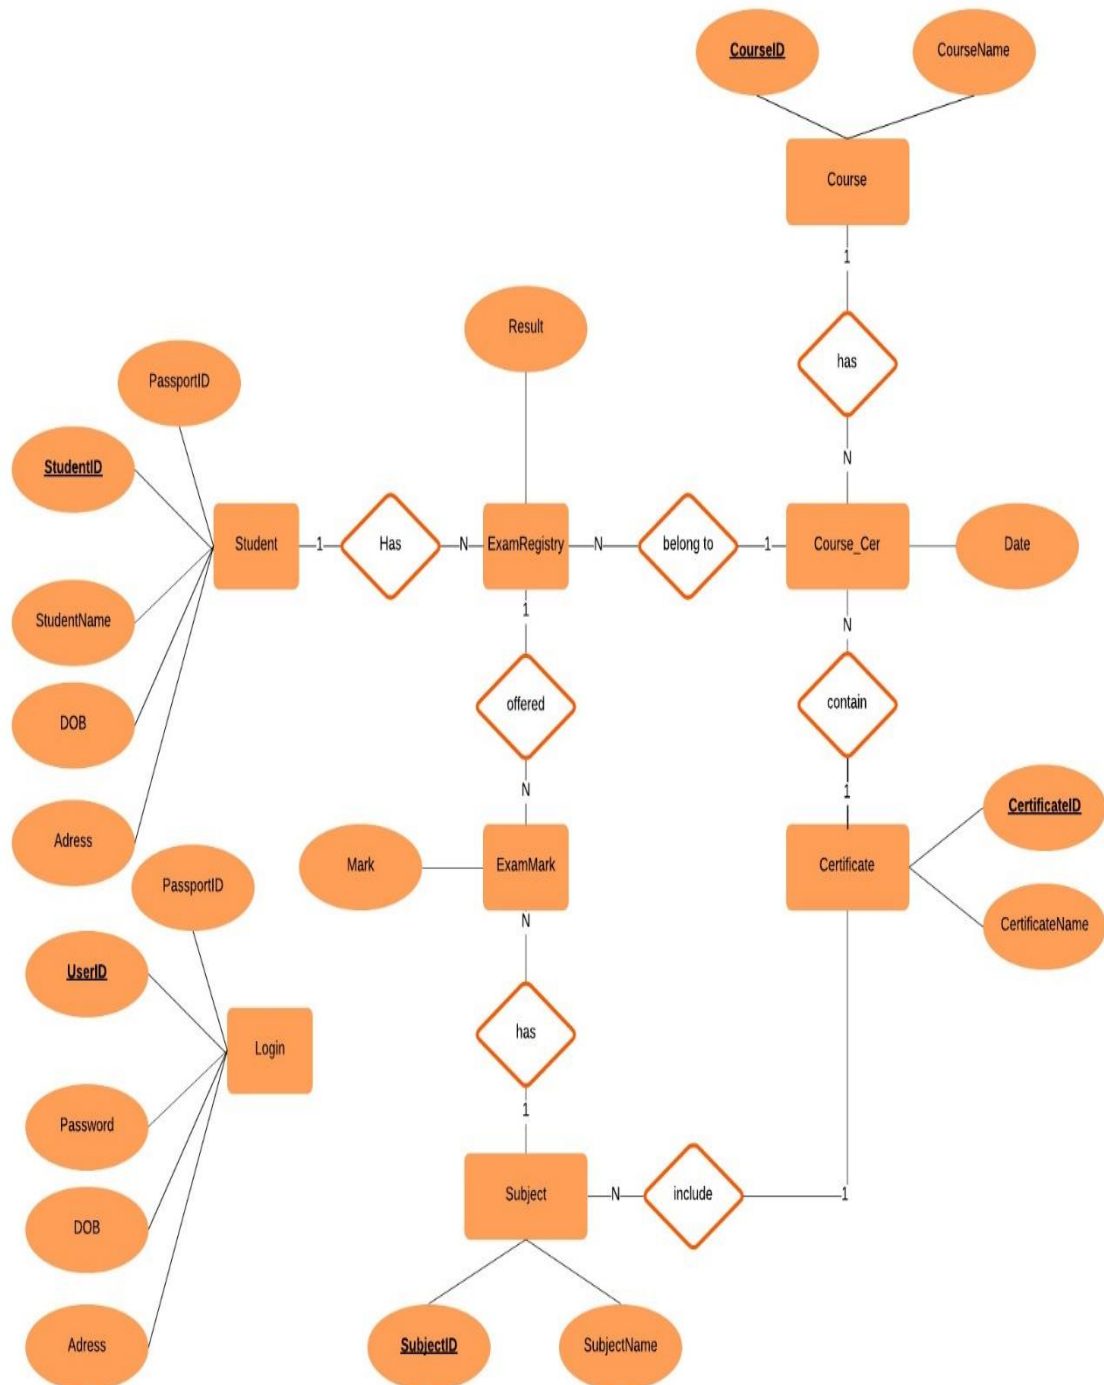 CourseID
CourseName
Course
1
has
N
Result
PassportID
StudentID
Student
1
Has
N
ExamRegistry
N
belong to
1
Course_Cer
Date
StudentName
DOB
Adress
1
offered
N
N
contain
1
Mark
ExamMark
Certificate
CertificateID
CertificateName
PassportID
UserID
Login
Password
DOB
Adress
N
has
1
Subject
N
include
1
SubjectID
SubjectName